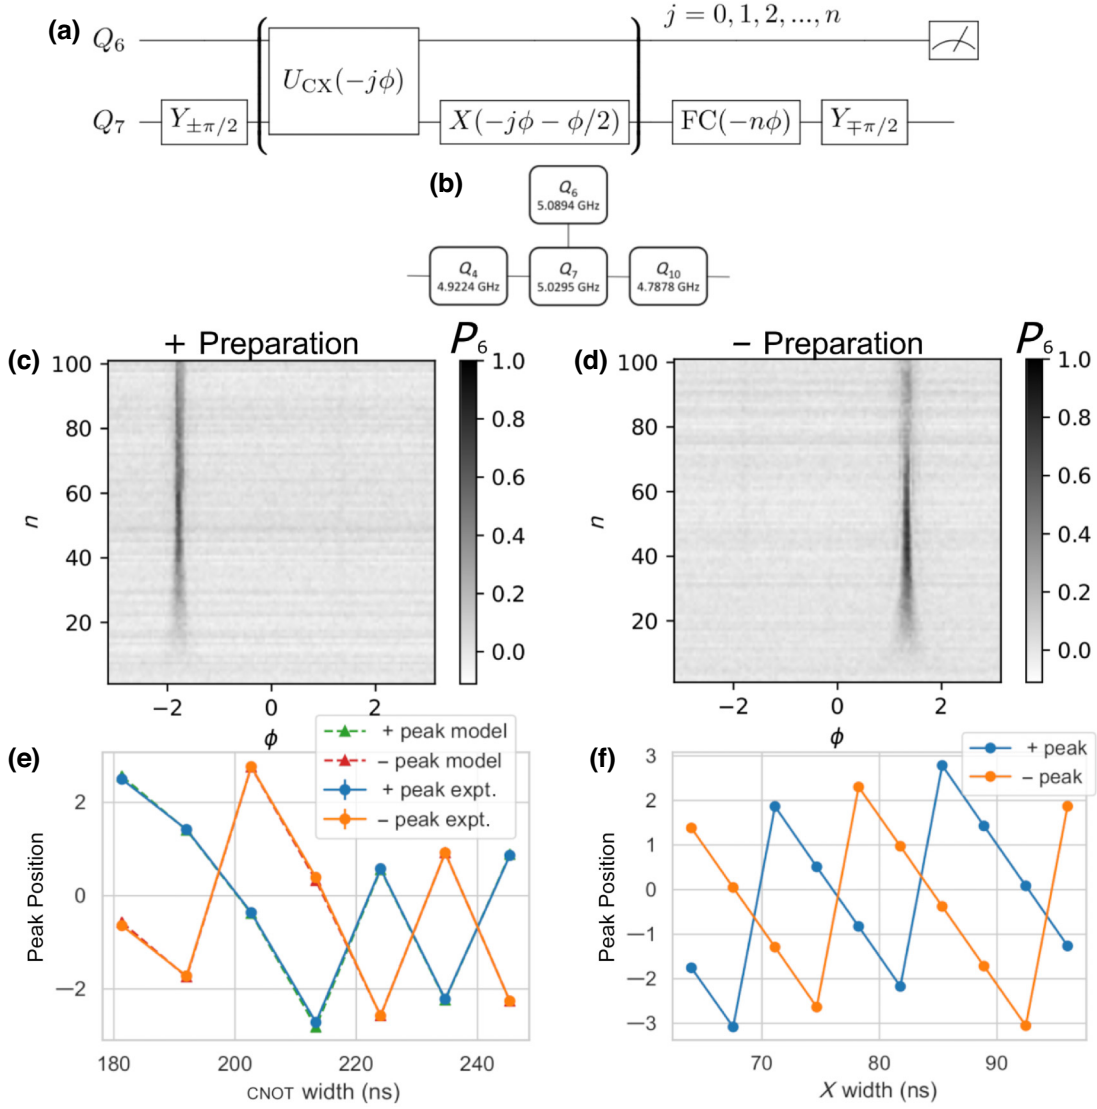 (a)
j = 0, 1, 2, ..., n
Q₆
U_CX(−jϕ)
Q₇
Y_±π/2
X(−jϕ − ϕ/2)
FC(−nϕ)
Y_∓π/2
(b)
Q₆
5.0894 GHz
Q₄
4.9224 GHz
Q₇
5.0295 GHz
Q₁₀
4.7878 GHz
(c)
+ Preparation
P₆
100
80
60
40
20
n
−2
0
2
ϕ
1.0
0.8
0.6
0.4
0.2
0.0
(d)
− Preparation
P₆
100
80
60
40
20
n
−2
0
2
ϕ
1.0
0.8
0.6
0.4
0.2
0.0
(e)
+ peak model
− peak model
+ peak expt.
− peak expt.
Peak Position
2
0
−2
180
200
220
240
CNOT width (ns)
(f)
+ peak
− peak
Peak Position
3
2
1
0
−1
−2
−3
70
80
90
X width (ns)